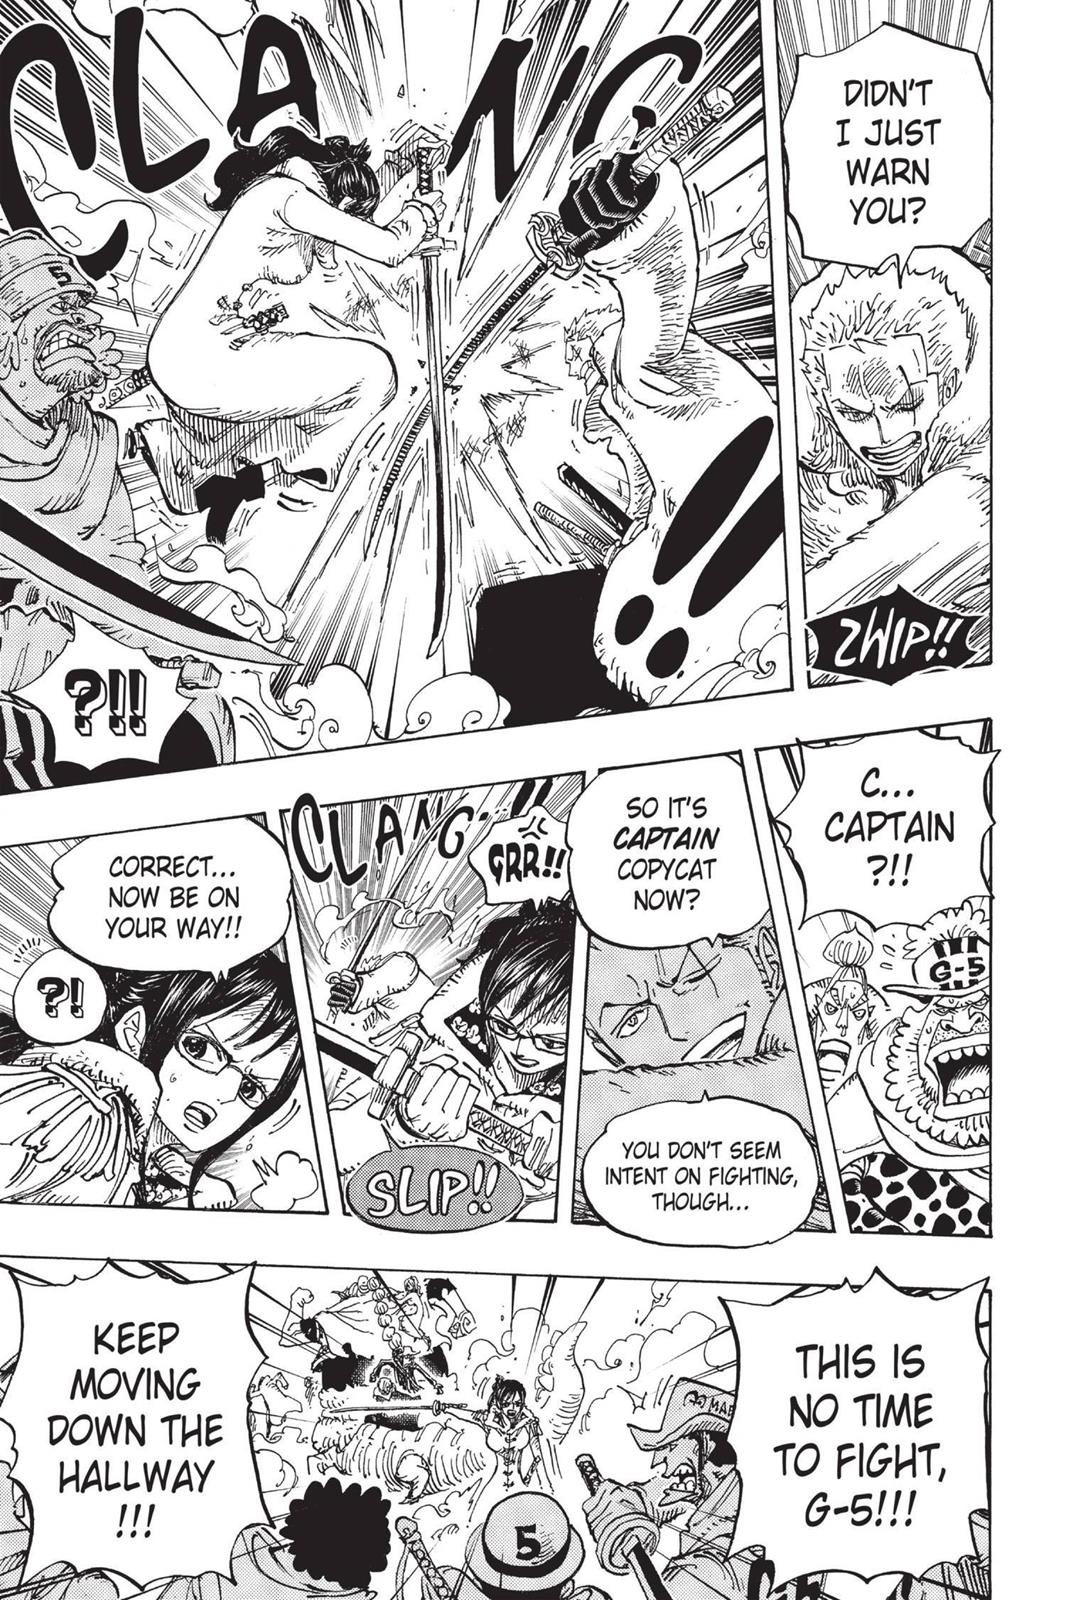 DIDN'T
I JUST
WARN
YOU?
ZWIP!!
CLANG
5
?!!
C...
CAPTAIN
?!!
G-5
SO IT'S
CAPTAIN
COPYCAT
NOW?
YOU DON'T SEEM
INTENT ON FIGHTING,
THOUGH...
CLANG--!!
GRR!!
SLIP!!
CORRECT...
NOW BE ON
YOUR WAY!!
?!
THIS IS
NO TIME
TO FIGHT,
G-5!!!
KEEP
MOVING
DOWN THE
HALLWAY
!!!
5